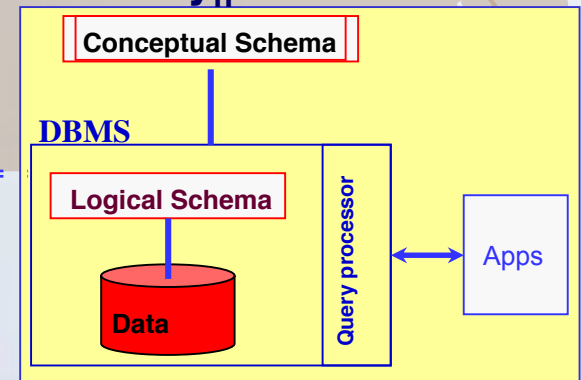 Conceptual Schema
DBMS
Logical Schema
Query processor
Apps
Data